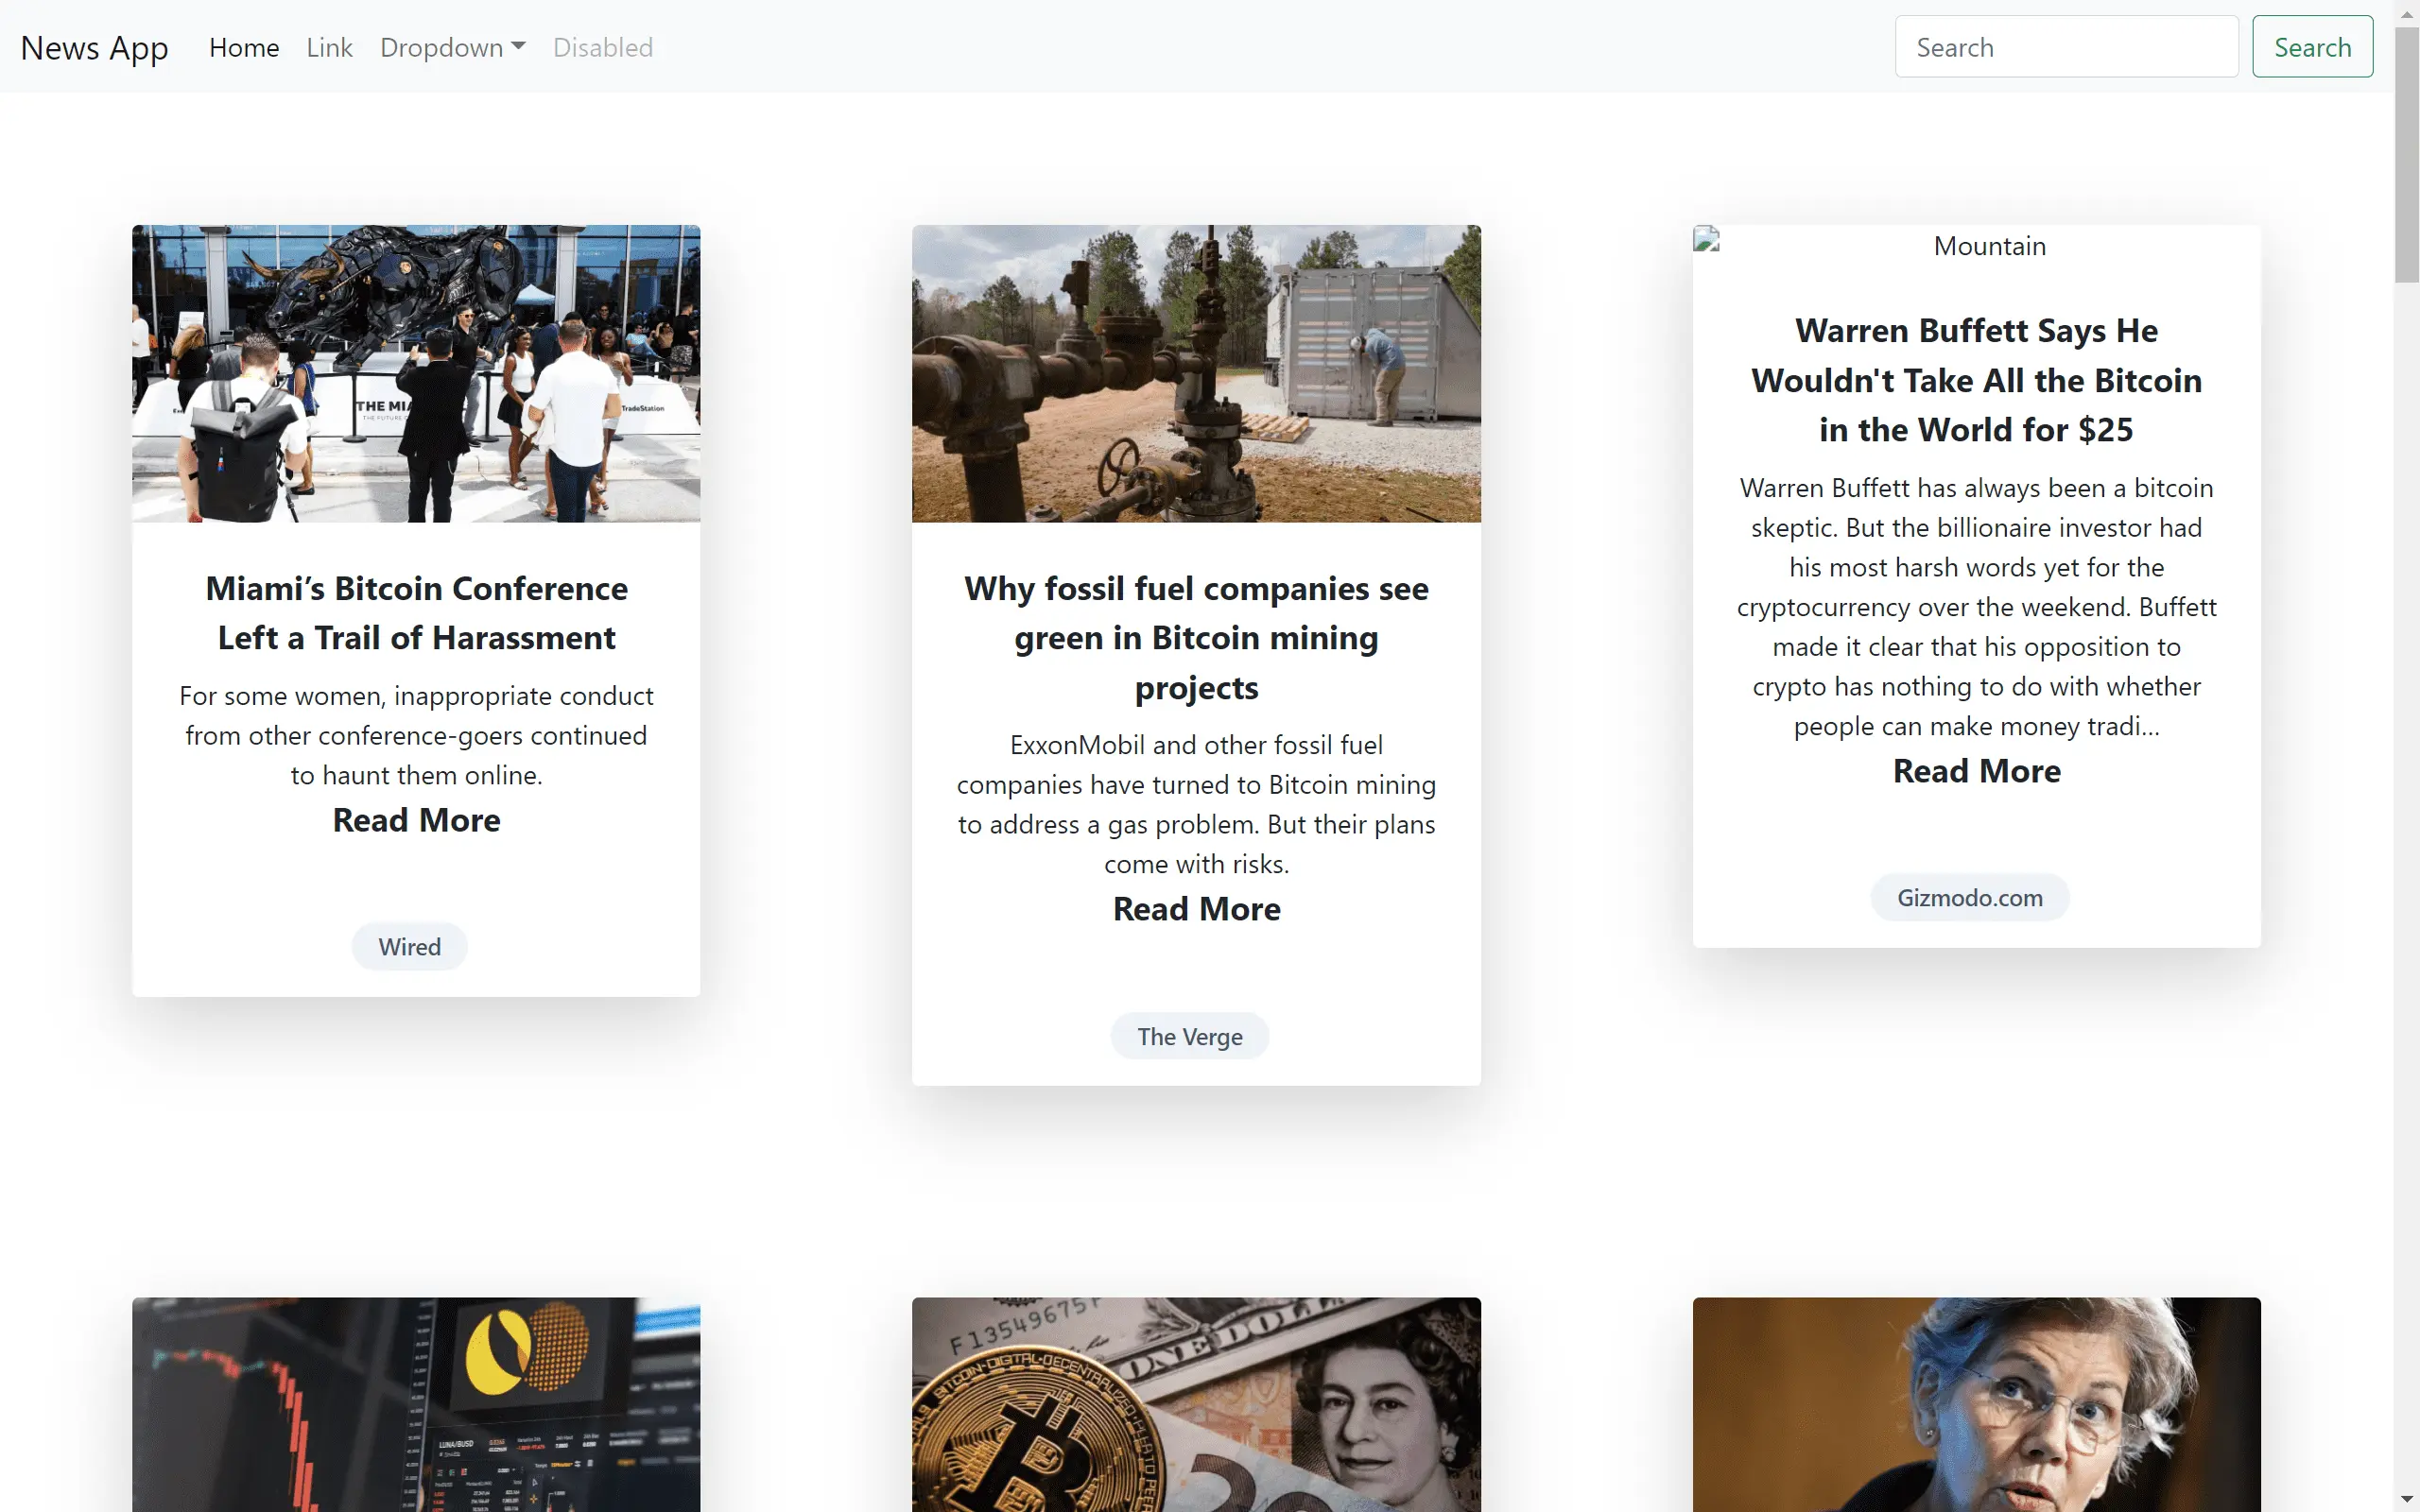 News App Home Link Dropdown Disabled Search Search
THE MIA
THE FUTURE
TradeStation
Miami’s Bitcoin Conference
Left a Trail of Harassment
For some women, inappropriate conduct
from other conference-goers continued
to haunt them online.
Read More
Wired
Why fossil fuel companies see
green in Bitcoin mining
projects
ExxonMobil and other fossil fuel
companies have turned to Bitcoin mining
to address a gas problem. But their plans
come with risks.
Read More
The Verge
Mountain
Warren Buffett Says He
Wouldn't Take All the Bitcoin
in the World for $25
Warren Buffett has always been a bitcoin
skeptic. But the billionaire investor had
his most harsh words yet for the
cryptocurrency over the weekend. Buffett
made it clear that his opposition to
crypto has nothing to do with whether
people can make money tradi...
Read More
Gizmodo.com
LUNA/BUSD
F13549675
ONE DOL
BITCOIN·DIGITAL·DECENTRALIZED
20